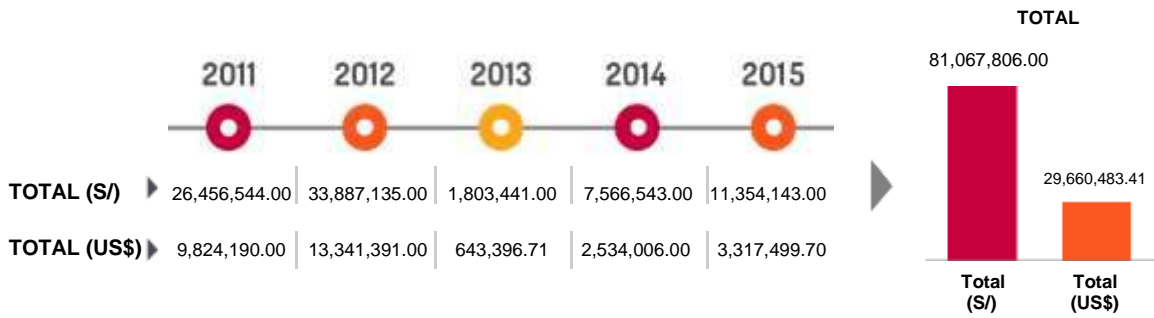 TOTAL
81,067,806.00
2011 2012 2013 2014 2015
29,660,483.41
TOTAL (S/) 26,456,544.00 33,887,135.00 1,803,441.00 7,566,543.00 11,354,143.00
TOTAL (US$) 9,824,190.00 13,341,391.00 643,396.71 2,534,006.00 3,317,499.70
Total (S/)
Total (US$)